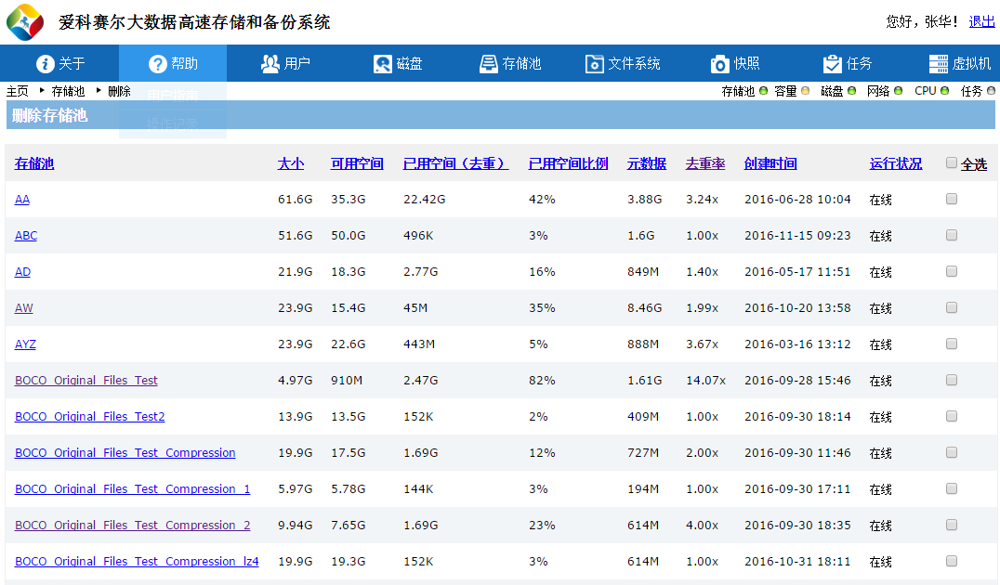 爱科赛尔大数据高速存储和备份系统 您好，张华！ 退出
关于 帮助 用户 磁盘 存储池 文件系统 快照 任务 虚拟机
主页 存储池 删除 存储池 容量 磁盘 网络 CPU 任务
用户指南
删除存储池
操作记录
存储池 大小 可用空间 已用空间（去重） 已用空间比例 元数据 去重率 创建时间 运行状况 全选
AA 61.6G 35.3G 22.42G 42% 3.88G 3.24x 2016-06-28 10:04 在线
ABC 51.6G 50.0G 496K 3% 1.6G 1.00x 2016-11-15 09:23 在线
AD 21.9G 18.3G 2.77G 16% 849M 1.40x 2016-05-17 11:51 在线
AW 23.9G 15.4G 45M 35% 8.46G 1.99x 2016-10-20 13:58 在线
AYZ 23.9G 22.6G 443M 5% 888M 3.67x 2016-03-16 13:12 在线
BOCO_Original_Files_Test 4.97G 910M 2.47G 82% 1.61G 14.07x 2016-09-28 15:46 在线
BOCO_Original_Files_Test2 13.9G 13.5G 152K 2% 409M 1.00x 2016-09-30 18:14 在线
BOCO_Original_Files_Test_Compression 19.9G 17.5G 1.69G 12% 727M 2.00x 2016-09-30 11:46 在线
BOCO_Original_Files_Test_Compression_1 5.97G 5.78G 144K 3% 194M 1.00x 2016-09-30 17:11 在线
BOCO_Original_Files_Test_Compression_2 9.94G 7.65G 1.69G 23% 614M 4.00x 2016-09-30 18:35 在线
BOCO_Original_Files_Test_Compression_lz4 19.9G 19.3G 152K 3% 614M 1.00x 2016-10-31 18:11 在线